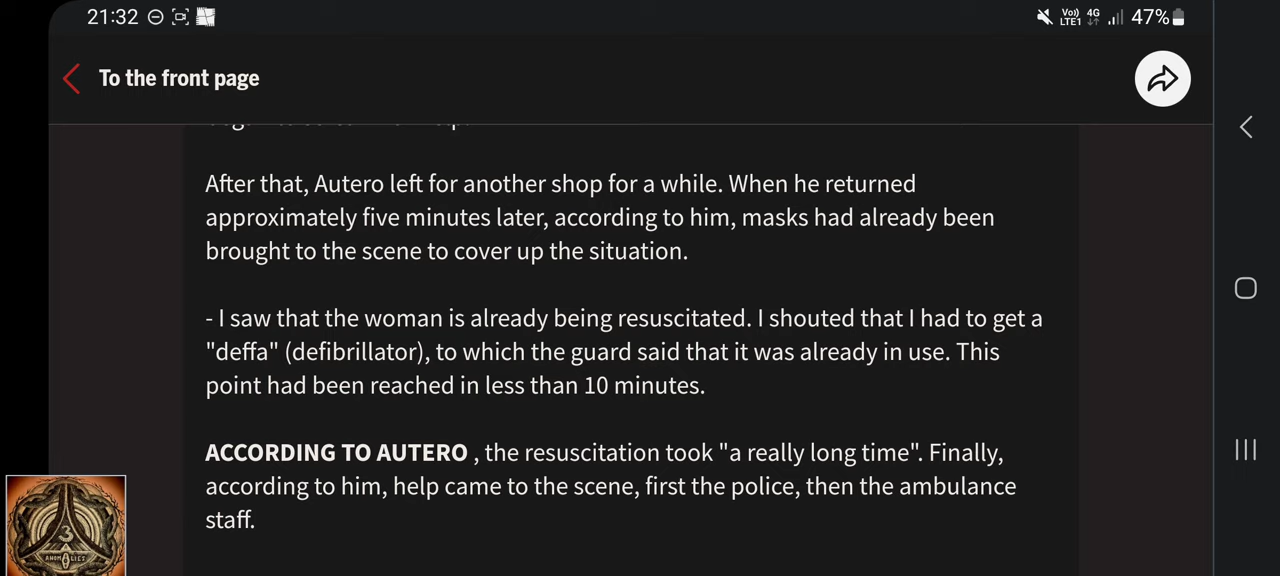 21:32
Vo)) 4G 47%
LTE1
To the front page
After that, Autero left for another shop for a while. When he returned
approximately five minutes later, according to him, masks had already been
brought to the scene to cover up the situation.
- I saw that the woman is already being resuscitated. I shouted that I had to get a
"deffa" (defibrillator), to which the guard said that it was already in use. This
point had been reached in less than 10 minutes.
ACCORDING TO AUTERO , the resuscitation took "a really long time". Finally,
according to him, help came to the scene, first the police, then the ambulance
staff.
3
ANOMALIES